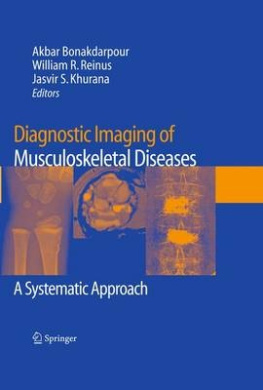 Akbar Bonakdarpour
William R. Reinus
Jasvir S. Khurana
Editors
Diagnostic Imaging of
Musculoskeletal Diseases
A Systematic Approach
Springer